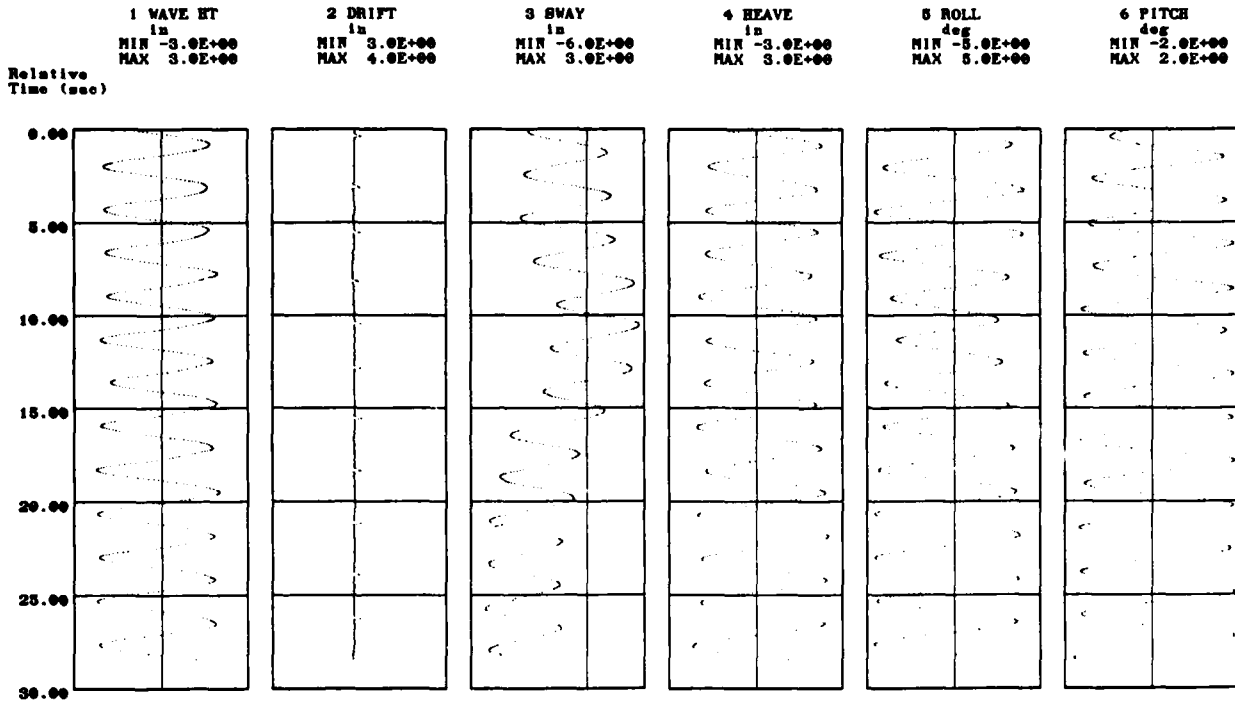 1 WAVE HT 2 DRIFT 3 SWAY 4 HEAVE 5 ROLL 6 PITCH
in in in in deg deg
MIN -3.0E+00 MIN 3.0E+00 MIN -6.0E+00 MIN -3.0E+00 MIN -5.0E+00 MIN -2.0E+00
MAX 3.0E+00 MAX 4.0E+00 MAX 3.0E+00 MAX 3.0E+00 MAX 5.0E+00 MAX 2.0E+00
Relative
Time (sec)
0.00
5.00
10.00
15.00
20.00
25.00
30.00